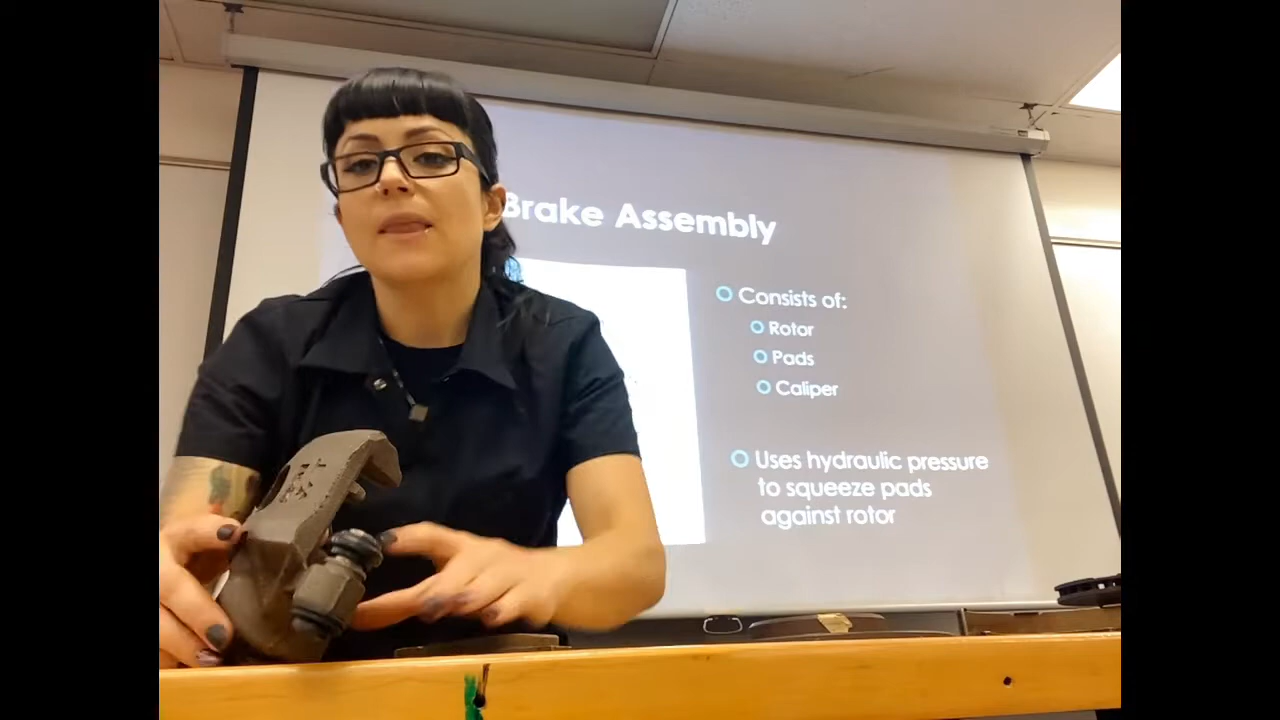 Brake Assembly
Consists of:
Rotor
Pads
Caliper
Uses hydraulic pressure
to squeeze pads
against rotor